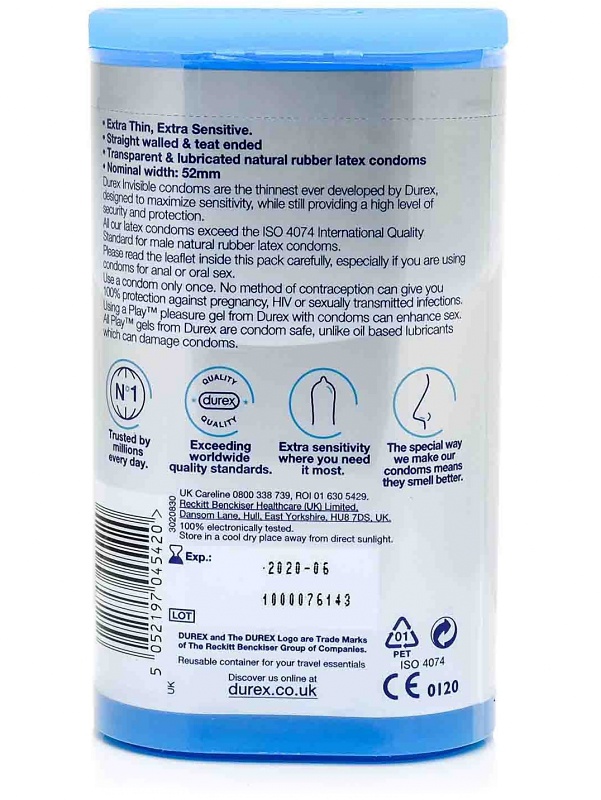 • Extra Thin, Extra Sensitive.
• Straight walled & teat ended
• Transparent & lubricated natural rubber latex condoms
• Nominal width: 52mm
Durex Invisible condoms are the thinnest ever developed by Durex,
designed to maximize sensitivity, while still providing a high level of
security and protection.
All our latex condoms exceed the ISO 4074 International Quality
Standard for male natural rubber latex condoms.
Please read the leaflet inside this pack carefully, especially if you are using
condoms for anal or oral sex.
Use a condom only once. No method of contraception can give you
100% protection against pregnancy, HIV or sexually transmitted infections.
Using a Play™ pleasure gel from Durex with condoms can enhance sex.
All Play™ gels from Durex are condom safe, unlike oil based lubricants
which can damage condoms.
N°1
Trusted by
millions
every day.
QUALITY
durex
QUALITY
Exceeding
worldwide
quality standards.
Extra sensitivity
where you need
it most.
The special way
we make our
condoms means
they smell better.
UK Careline 0800 338 739, ROI 01 630 5429.
Reckitt Benckiser Healthcare (UK) Limited,
Dansom Lane, Hull, East Yorkshire, HU8 7DS, UK.
100% electronically tested.
Store in a cool dry place away from direct sunlight.
3020830
5 052197 045420 >
Exp.:
2020-06
1000076143
LOT
DUREX and The DUREX Logo are Trade Marks
of The Reckitt Benckiser Group of Companies.
Reusable container for your travel essentials
Discover us online at
durex.co.uk
UK
01
PET
ISO 4074
CE 0120